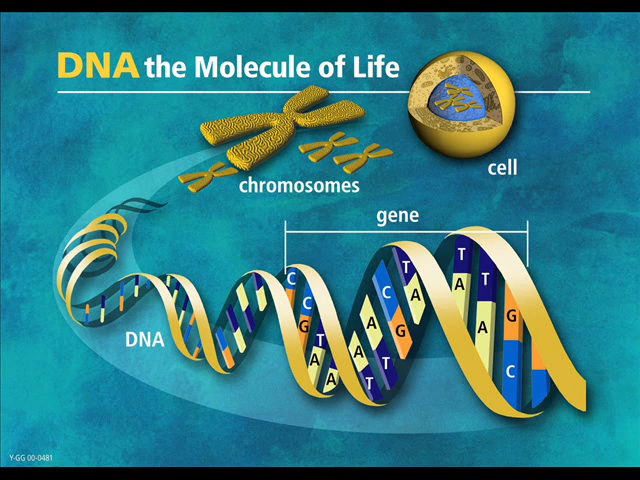 DNA the Molecule of Life
cell
chromosomes
gene
DNA
C
C
G
T
A
A
A
A
T
T
C
G
T
A
T
A
T
A
G
C
Y-GG 00-0481